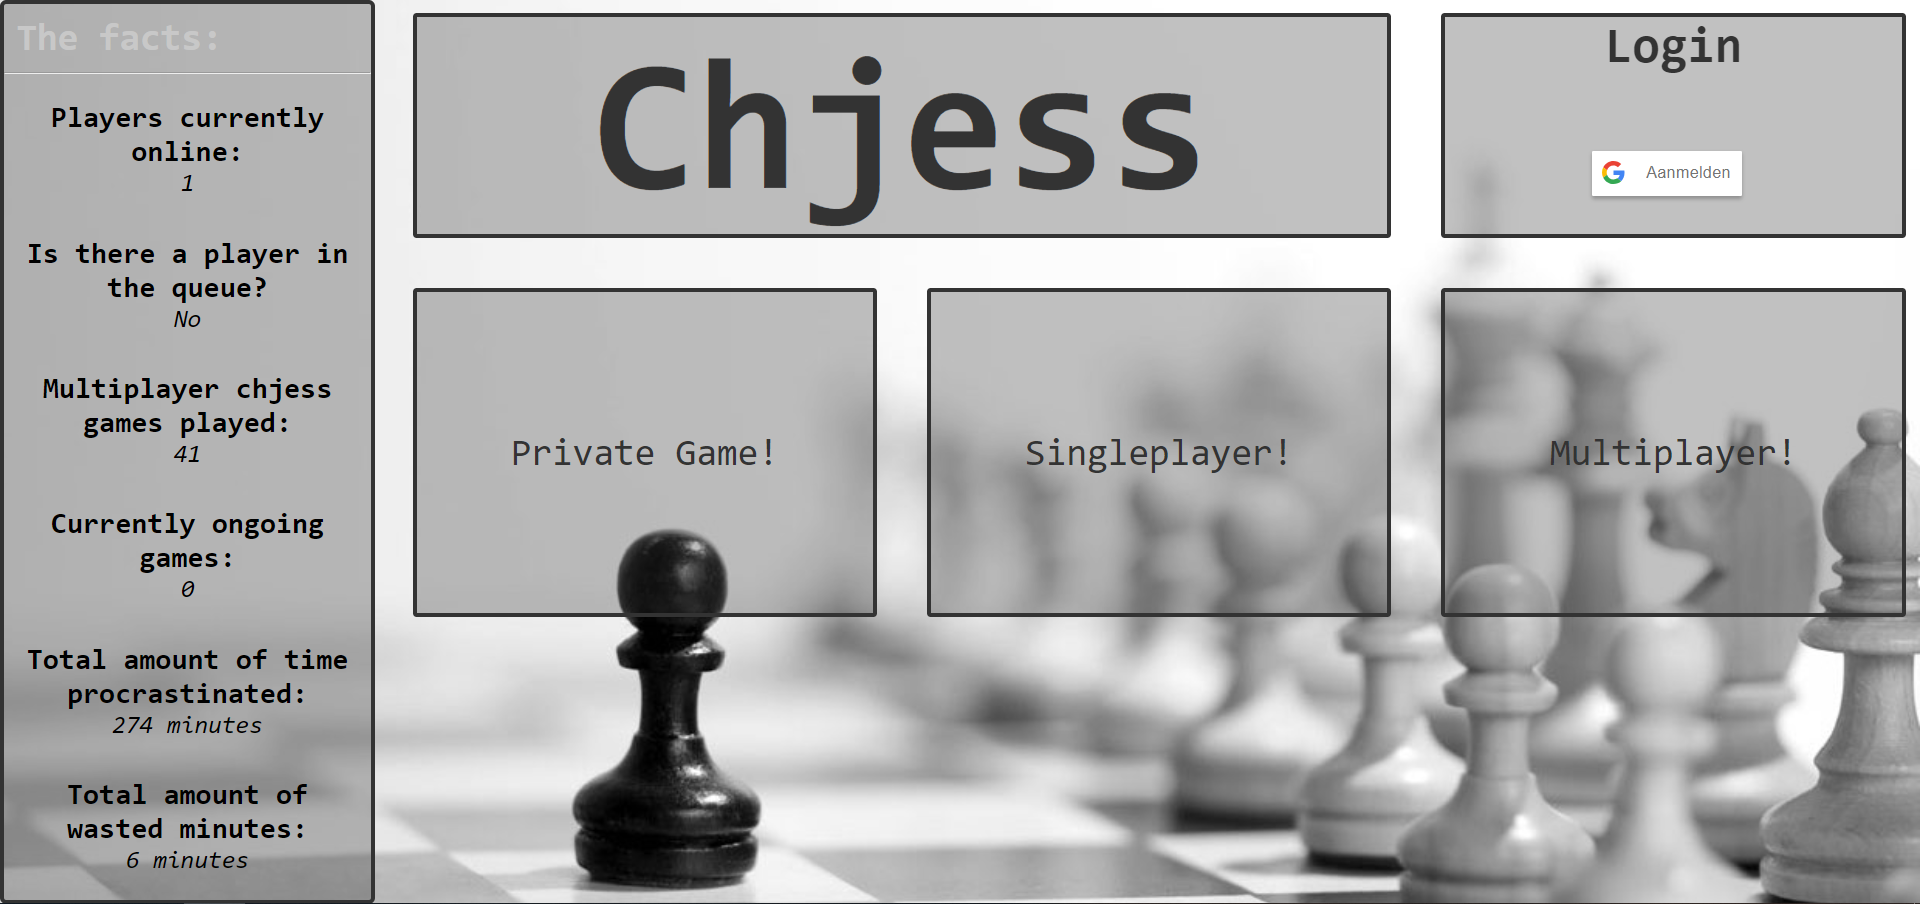 The facts:
Players currently
online:
1
Is there a player in
the queue?
No
Multiplayer chjess
games played:
41
Currently ongoing
games:
0
Total amount of time
procrastinated:
274 minutes
Total amount of
wasted minutes:
6 minutes
Chjess
Login
Aanmelden
Private Game!
Singleplayer!
Multiplayer!